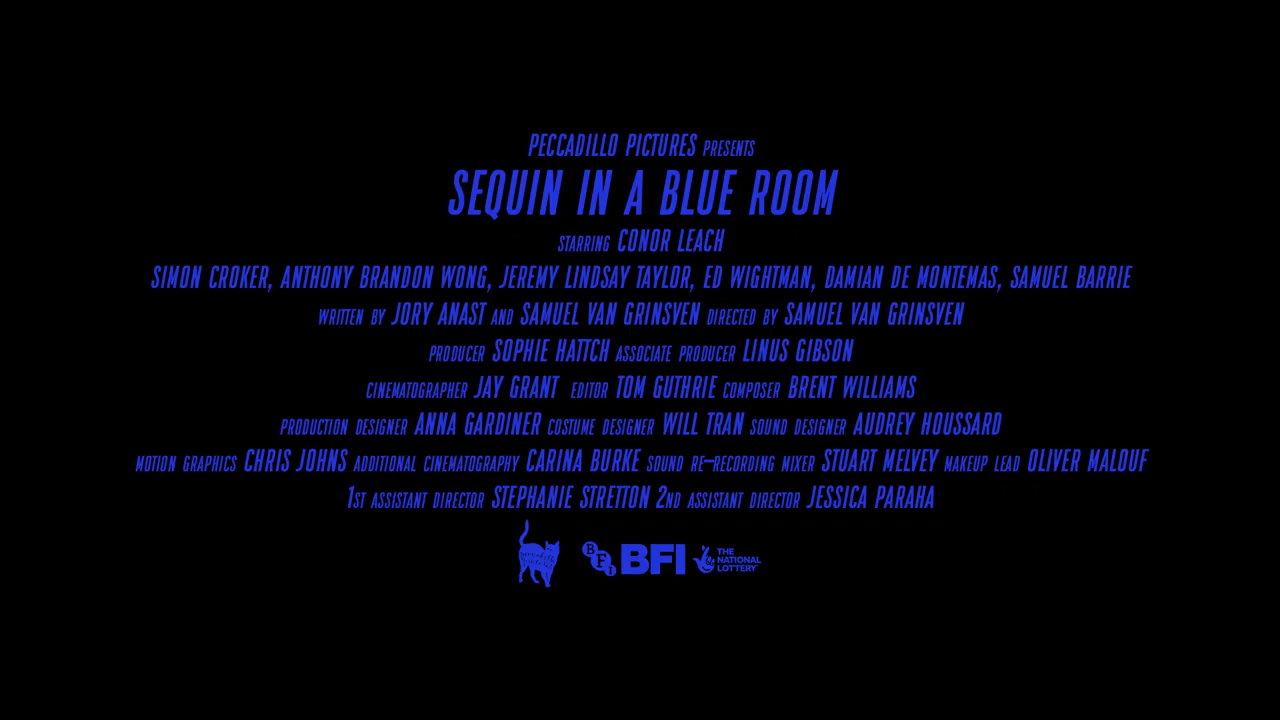 PECCADILLO PICTURES PRESENTS
SEQUIN IN A BLUE ROOM
STARRING CONOR LEACH
SIMON CROKER, ANTHONY BRANDON WONG, JEREMY LINDSAY TAYLOR, ED WIGHTMAN, DAMIAN DE MONTEMAS, SAMUEL BARRIE
WRITTEN BY JORY ANAST AND SAMUEL VAN GRINSVEN DIRECTED BY SAMUEL VAN GRINSVEN
PRODUCER SOPHIE HATTCH ASSOCIATE PRODUCER LINUS GIBSON
CINEMATOGRAPHER JAY GRANT EDITOR TOM GUTHRIE COMPOSER BRENT WILLIAMS
PRODUCTION DESIGNER ANNA GARDINER COSTUME DESIGNER WILL TRAN SOUND DESIGNER AUDREY HOUSSARD
MOTION GRAPHICS CHRIS JOHNS ADDITIONAL CINEMATOGRAPHY CARINA BURKE SOUND RE-RECORDING MIXER STUART MELVEY MAKEUP LEAD OLIVER MALOUF
1ST ASSISTANT DIRECTOR STEPHANIE STRETTON 2ND ASSISTANT DIRECTOR JESSICA PARAHA
BFI BFI THE NATIONAL LOTTERY